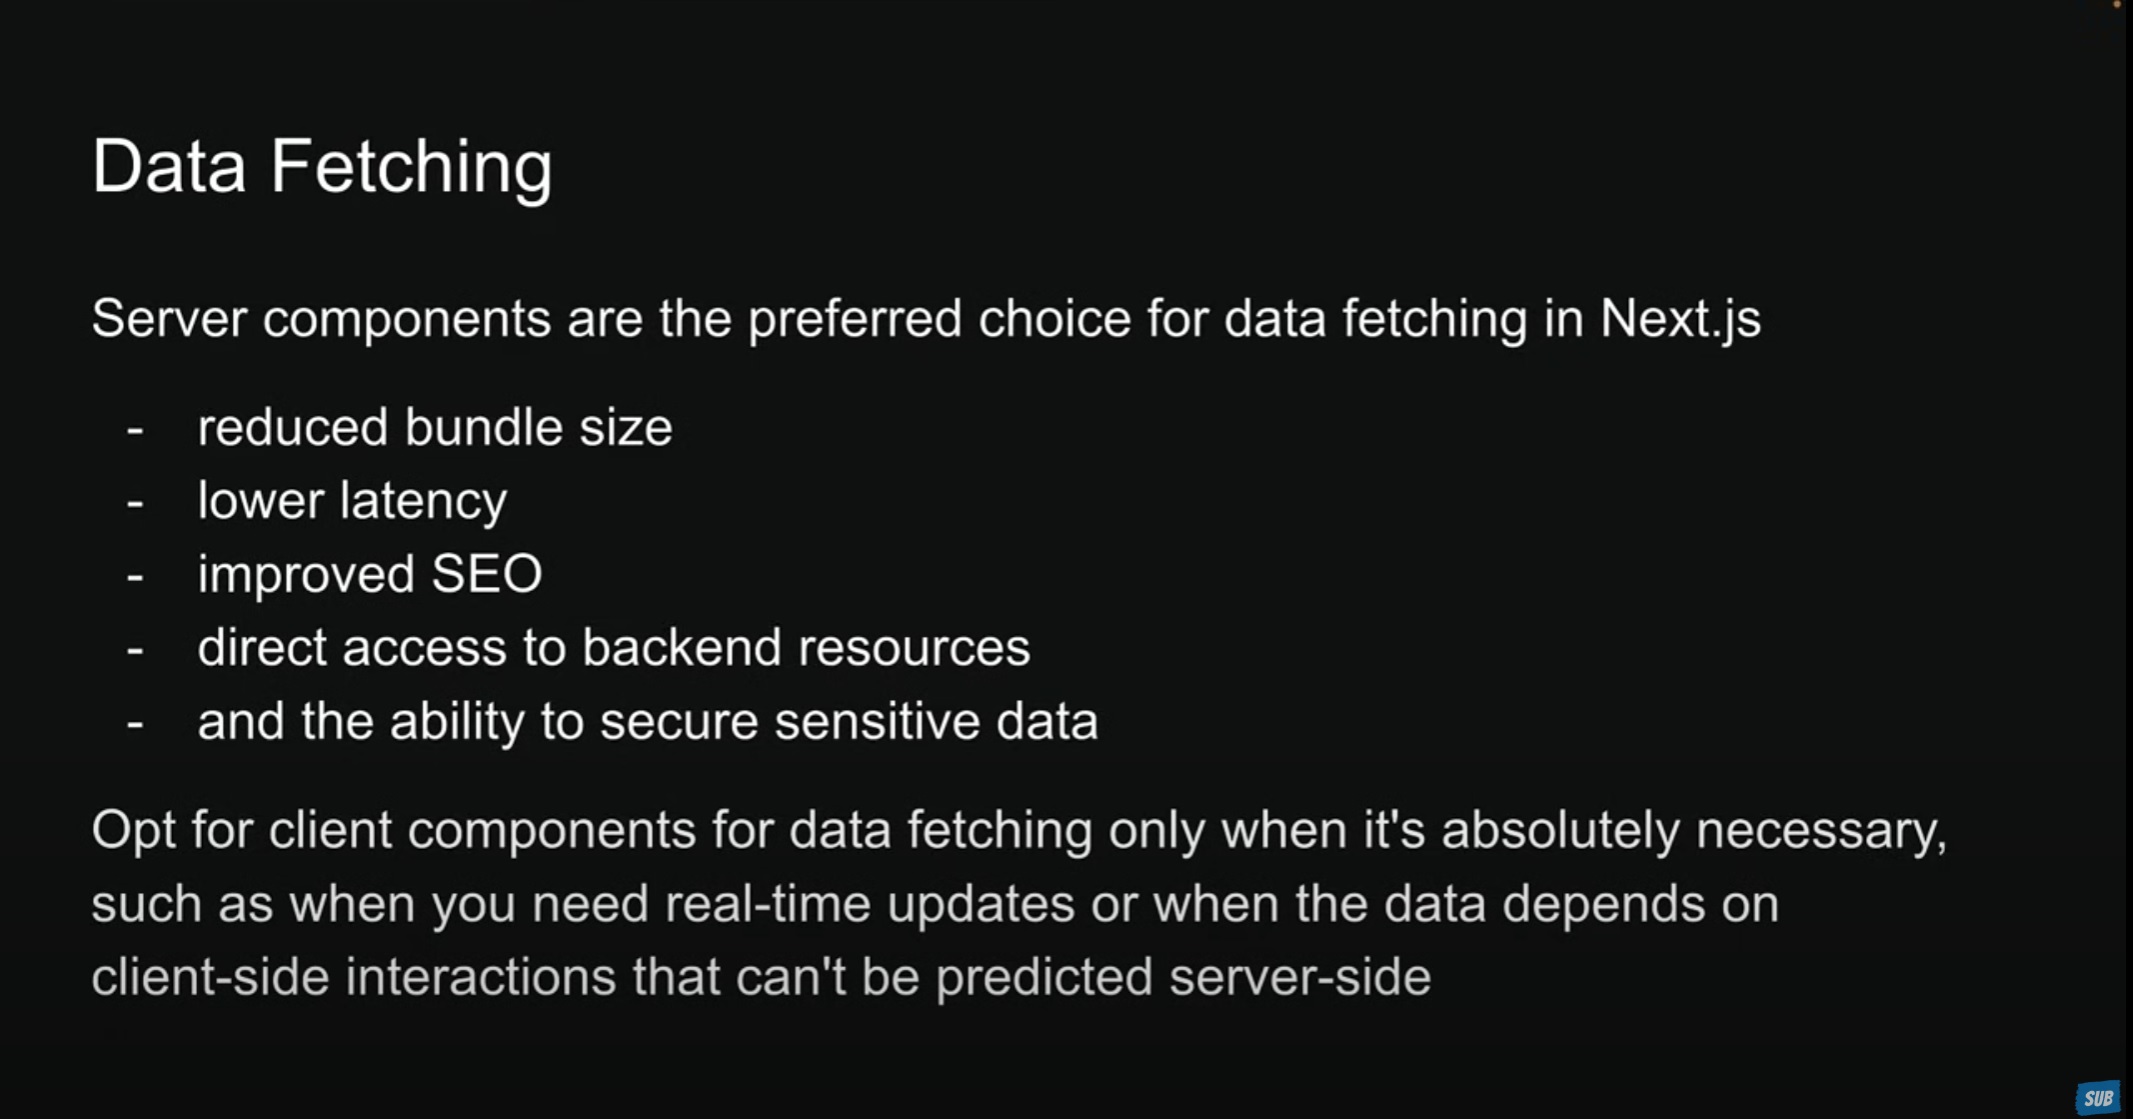 Data Fetching
Server components are the preferred choice for data fetching in Next.js
- reduced bundle size
- lower latency
- improved SEO
- direct access to backend resources
- and the ability to secure sensitive data
Opt for client components for data fetching only when it's absolutely necessary,
such as when you need real-time updates or when the data depends on
client-side interactions that can't be predicted server-side
SUB